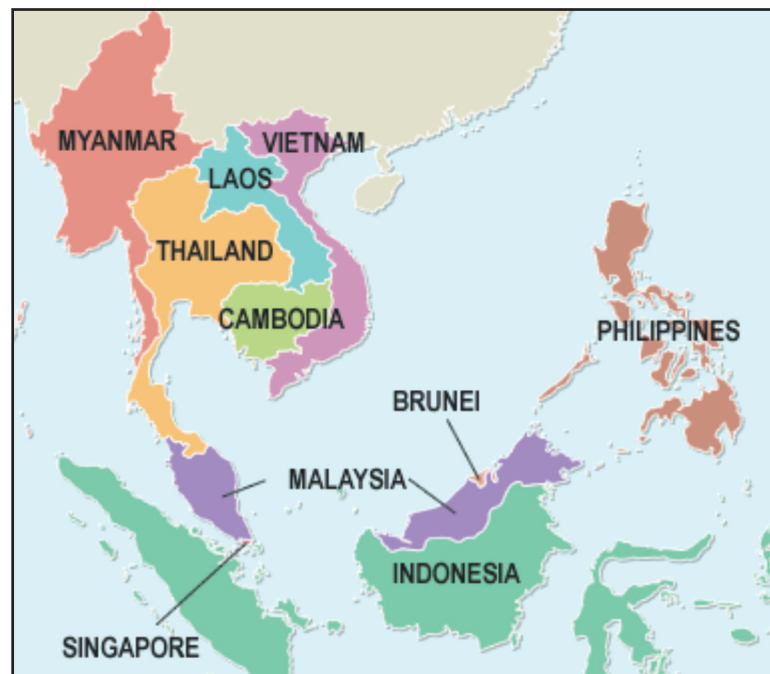 MYANMAR
VIETNAM
LAOS
THAILAND
CAMBODIA
PHILIPPINES
BRUNEI
MALAYSIA
INDONESIA
SINGAPORE